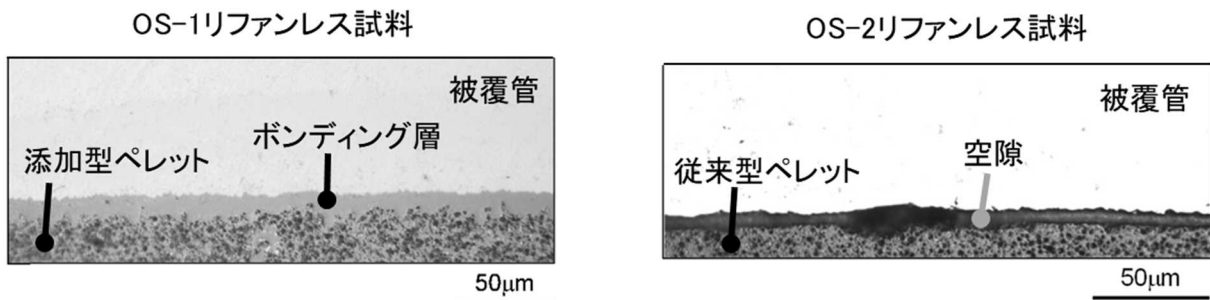 OS-1リファンレス試料
被覆管
ボンディング層
添加型ペレット
50μm
OS-2リファンレス試料
被覆管
空隙
従来型ペレット
50μm